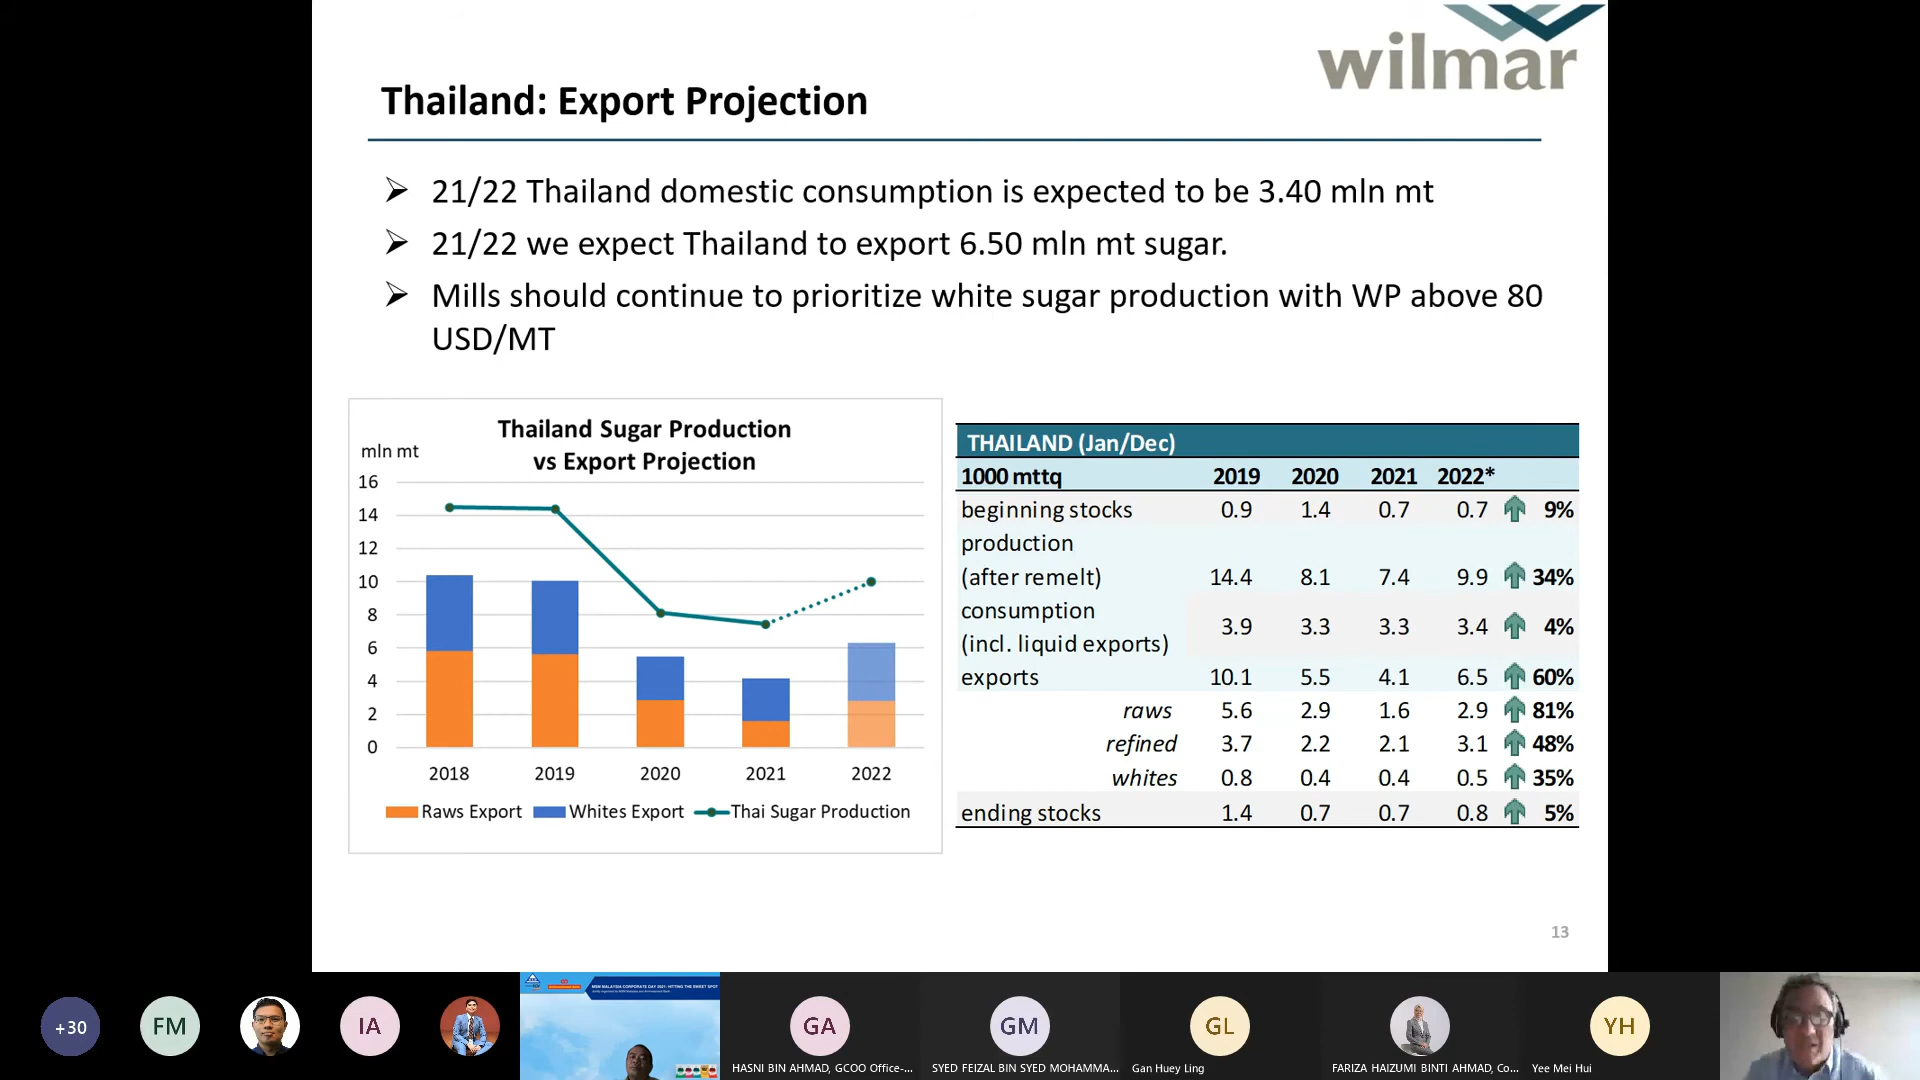 wilmar
Thailand: Export Projection
21/22 Thailand domestic consumption is expected to be 3.40 mln mt
21/22 we expect Thailand to export 6.50 mln mt sugar.
Mills should continue to prioritize white sugar production with WP above 80
USD/MT
Thailand Sugar Production
vs Export Projection
mln mt
16
14
12
10
8
6
4
2
0
2018 2019 2020 2021 2022
Raws Export Whites Export Thai Sugar Production
THAILAND (Jan/Dec)
1000 mttq 2019 2020 2021 2022*
beginning stocks 0.9 1.4 0.7 0.7 9%
production
(after remelt) 14.4 8.1 7.4 9.9 34%
consumption
(incl. liquid exports) 3.9 3.3 3.3 3.4 4%
exports 10.1 5.5 4.1 6.5 60%
raws 5.6 2.9 1.6 2.9 81%
refined 3.7 2.2 2.1 3.1 48%
whites 0.8 0.4 0.4 0.5 35%
ending stocks 1.4 0.7 0.7 0.8 5%
13
MSM MALAYSIA CORPORATE DAY 2021: HITTING THE SWEET SPOT
+30 FM IA GA GM GL YH
HASNI BIN AHMAD, GCOO Office-... SYED FEIZAL BIN SYED MOHAMMA... Gan Huey Ling FARIZA HAIZUMI BINTI AHMAD, Co... Yee Mei Hui